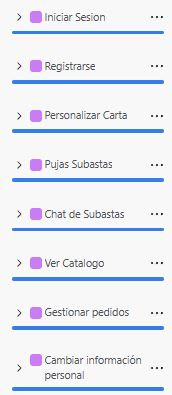 Iniciar Sesion
Registrarse
Personalizar Carta
Pujas Subastas
Chat de Subastas
Ver Catalogo
Gestionar pedidos
Cambiar información
personal